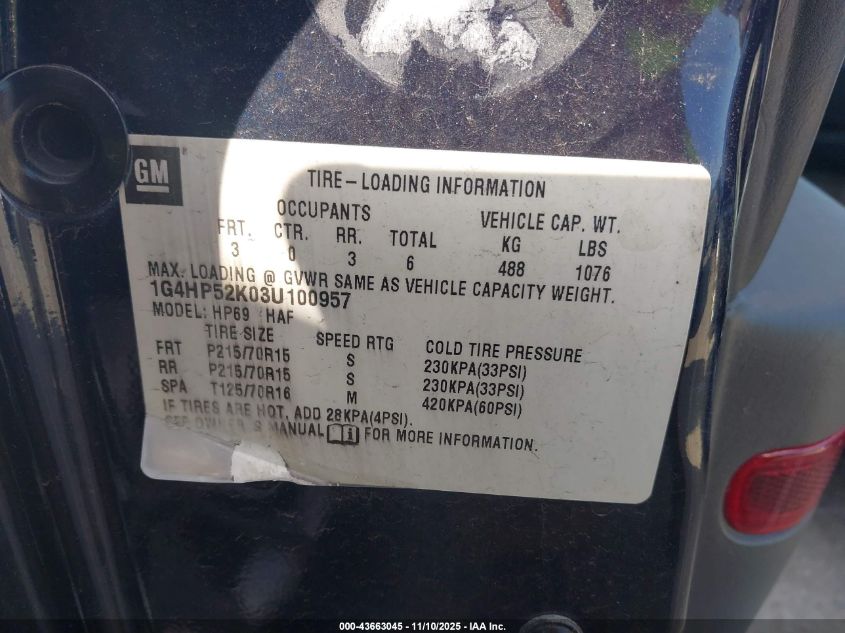 GM
TIRE-LOADING INFORMATION
OCCUPANTS VEHICLE CAP. WT.
FRT. CTR. RR. TOTAL KG LBS
3 0 3 6 488 1076
MAX. LOADING @ GVWR SAME AS VEHICLE CAPACITY WEIGHT.
1G4HP52K03U100957
MODEL: HP69 HAF
TIRE SIZE SPEED RTG COLD TIRE PRESSURE
FRT P215/70R15 S 230KPA(33PSI)
RR P215/70R15 S 230KPA(33PSI)
SPA T125/70R16 M 420KPA(60PSI)
IF TIRES ARE HOT, ADD 28KPA(4PSI).
SEE OWNER'S MANUAL FOR MORE INFORMATION.
000-43663045 - 11/10/2025 - IAA Inc.